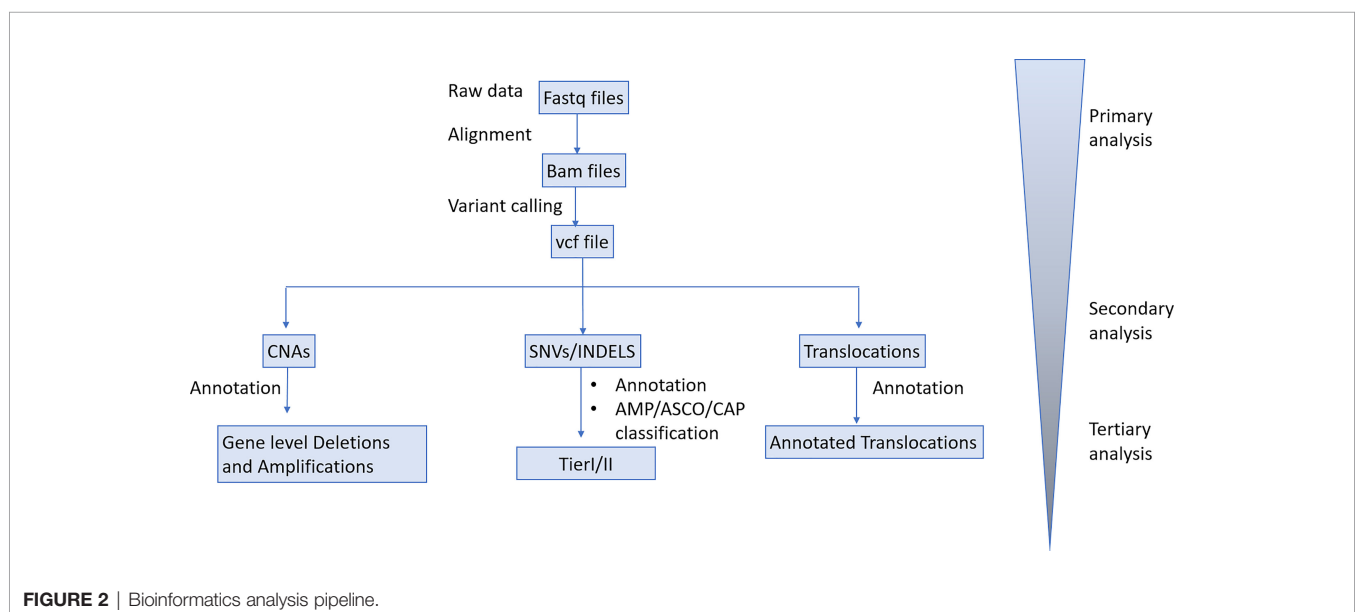 Raw data
Fastq files
Alignment
Bam files
Variant calling
vcf file
CNAs
SNVs/INDELS
Translocations
Annotation
• Annotation
• AMP/ASCO/CAP
classification
Annotation
Gene level Deletions
and Amplifications
TierI/II
Annotated Translocations
Primary
analysis
Secondary
analysis
Tertiary
analysis
FIGURE 2 | Bioinformatics analysis pipeline.